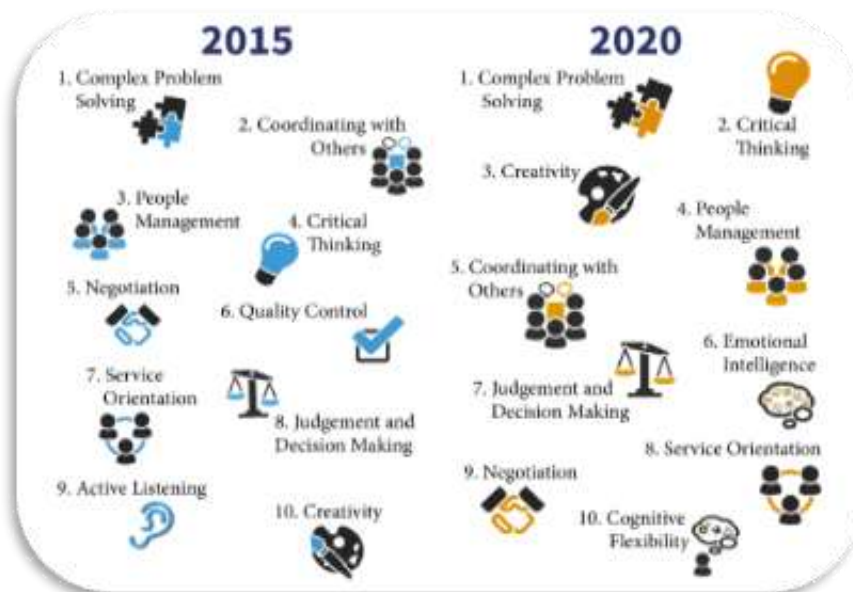 2015
1. Complex Problem
Solving
2. Coordinating with
Others
3. People
Management
4. Critical
Thinking
5. Negotiation
6. Quality Control
7. Service
Orientation
8. Judgement and
Decision Making
9. Active Listening
10. Creativity
2020
1. Complex Problem
Solving
2. Critical
Thinking
3. Creativity
4. People
Management
5. Coordinating with
Others
6. Emotional
Intelligence
7. Judgement and
Decision Making
8. Service Orientation
9. Negotiation
10. Cognitive
Flexibility